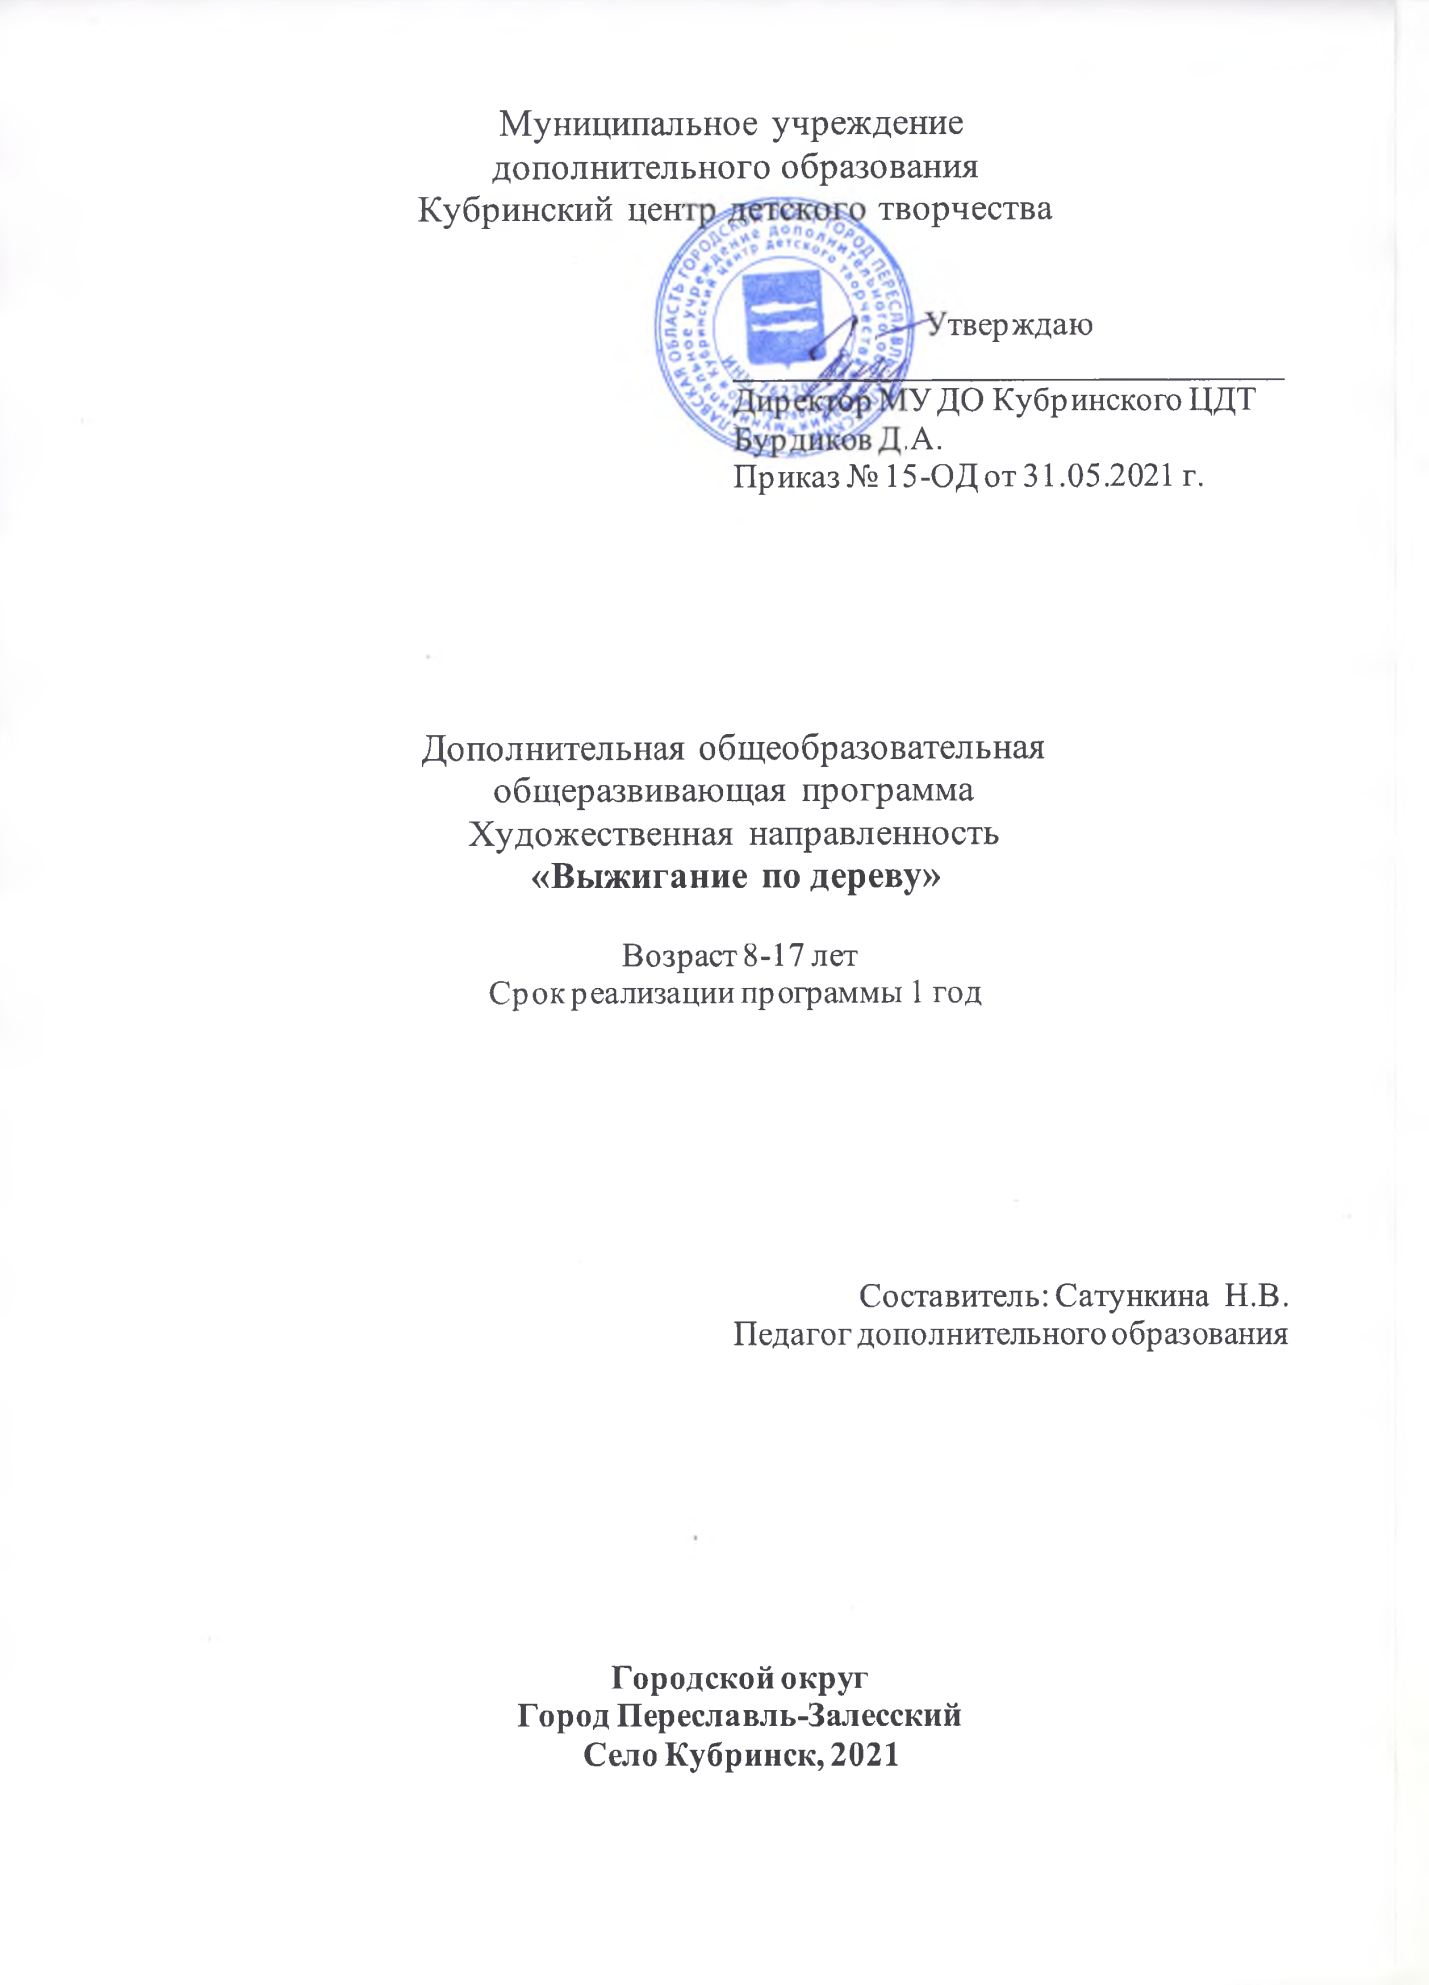 Муниципальное учреждение
дополнительного образования
Кубринский центр детского творчества
Утверждаю
Директор МУ ДО Кубринского ЦДТ
Бурдиков Д.А.
Приказ № 15-ОД от 31.05.2021 г.
Дополнительная общеобразовательная
общеразвивающая программа
Художественная направленность
«Выжигание по дереву»
Возраст 8-17 лет
Срок реализации программы 1 год
Составитель: Сатункина Н.В.
Педагог дополнительного образования
Городской округ
Город Переславль-Залесский
Село Кубринск, 2021